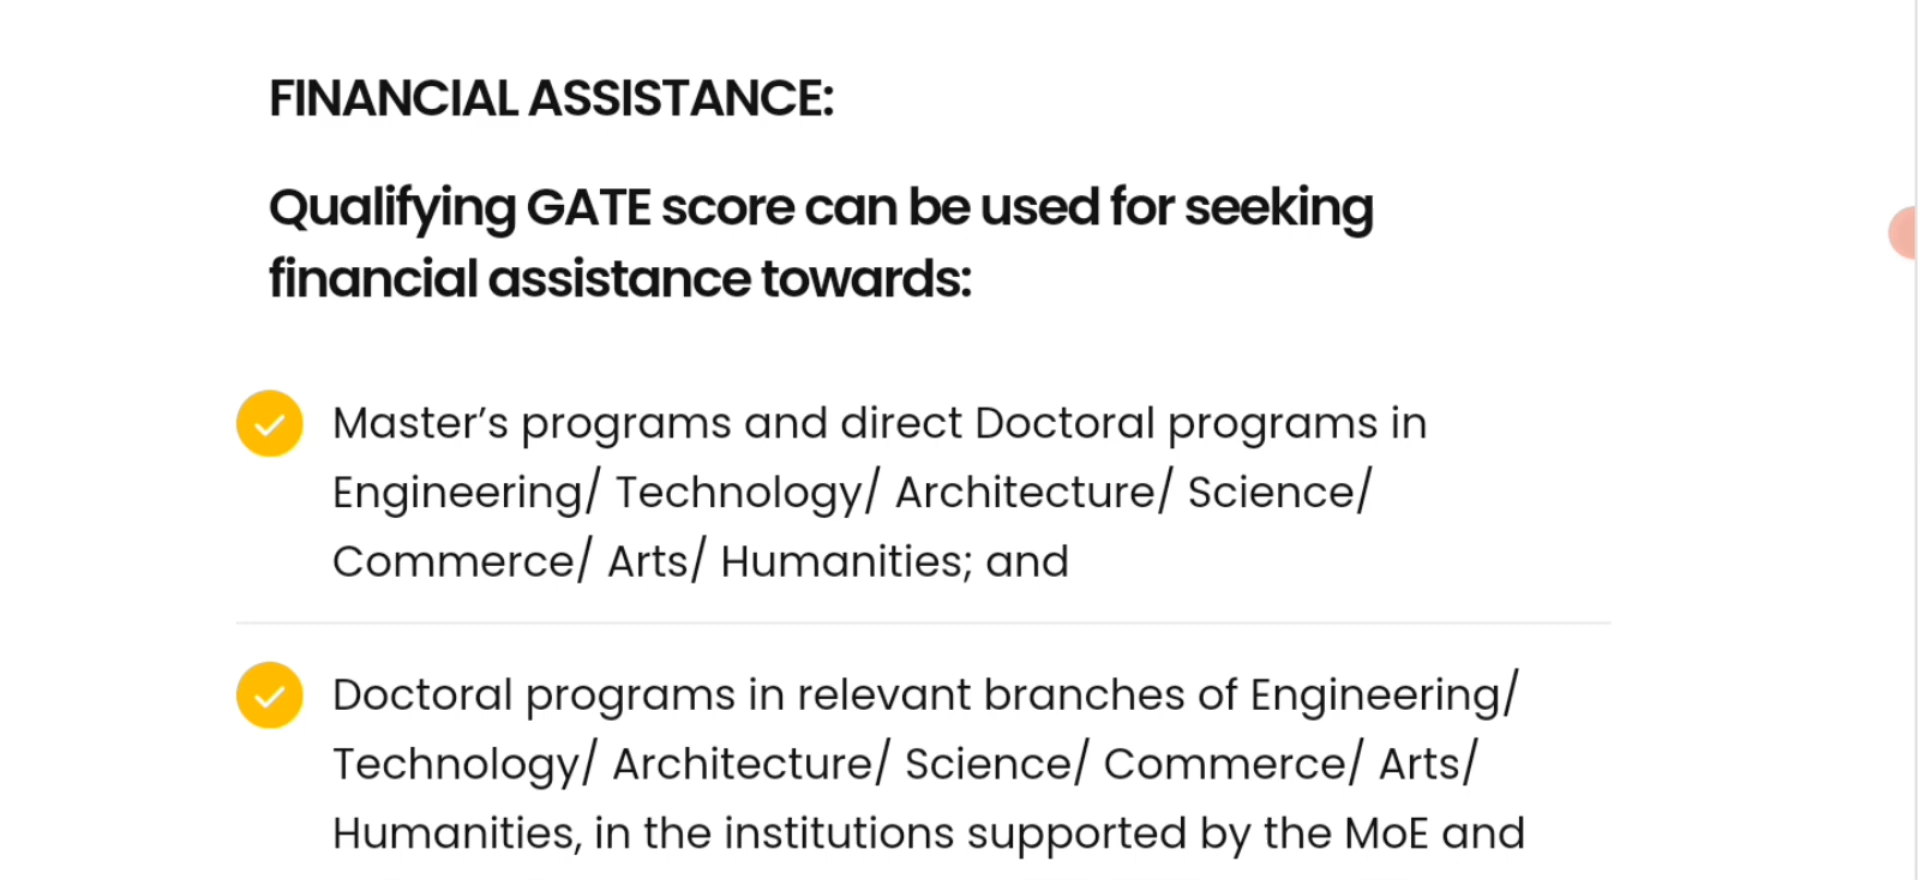 FINANCIAL ASSISTANCE:
Qualifying GATE score can be used for seeking
financial assistance towards:
Master’s programs and direct Doctoral programs in
Engineering/ Technology/ Architecture/ Science/
Commerce/ Arts/ Humanities; and
Doctoral programs in relevant branches of Engineering/
Technology/ Architecture/ Science/ Commerce/ Arts/
Humanities, in the institutions supported by the MoE and